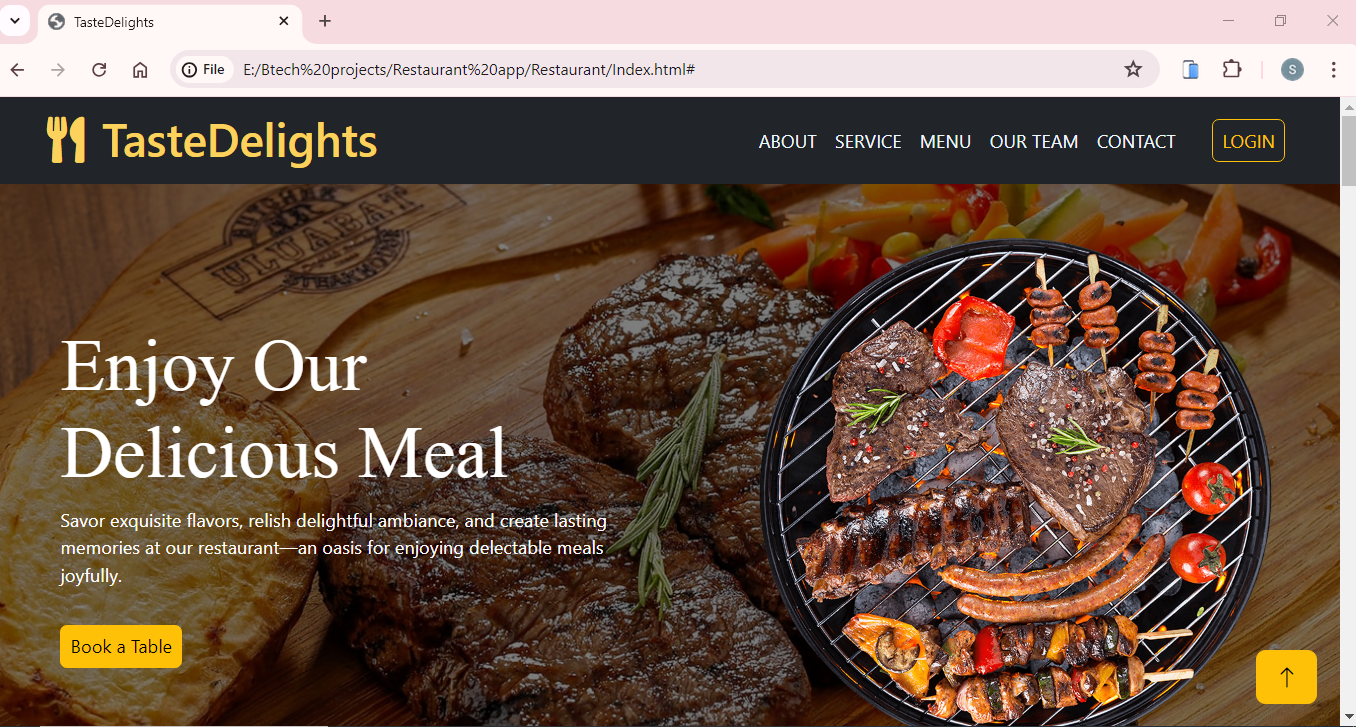 TasteDelights
File
E:/Btech%20projects/Restaurant%20app/Restaurant/Index.html#
S
TasteDelights
ABOUT SERVICE MENU OUR TEAM CONTACT LOGIN
ULUABAT
Enjoy Our
Delicious Meal
Savor exquisite flavors, relish delightful ambiance, and create lasting
memories at our restaurant—an oasis for enjoying delectable meals
joyfully.
Book a Table